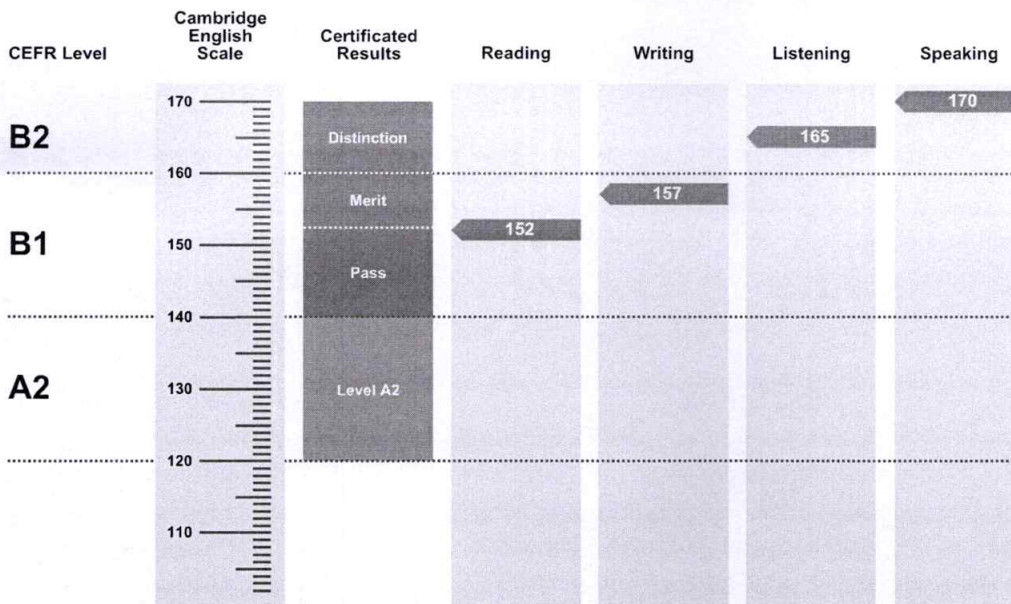 CEFR Level
Cambridge
English
Scale
Certificated
Results
Reading
Writing
Listening
Speaking
170
170
B2
Distinction
165
160
Merit
157
152
B1
150
Pass
140
A2
130
Level A2
120
110